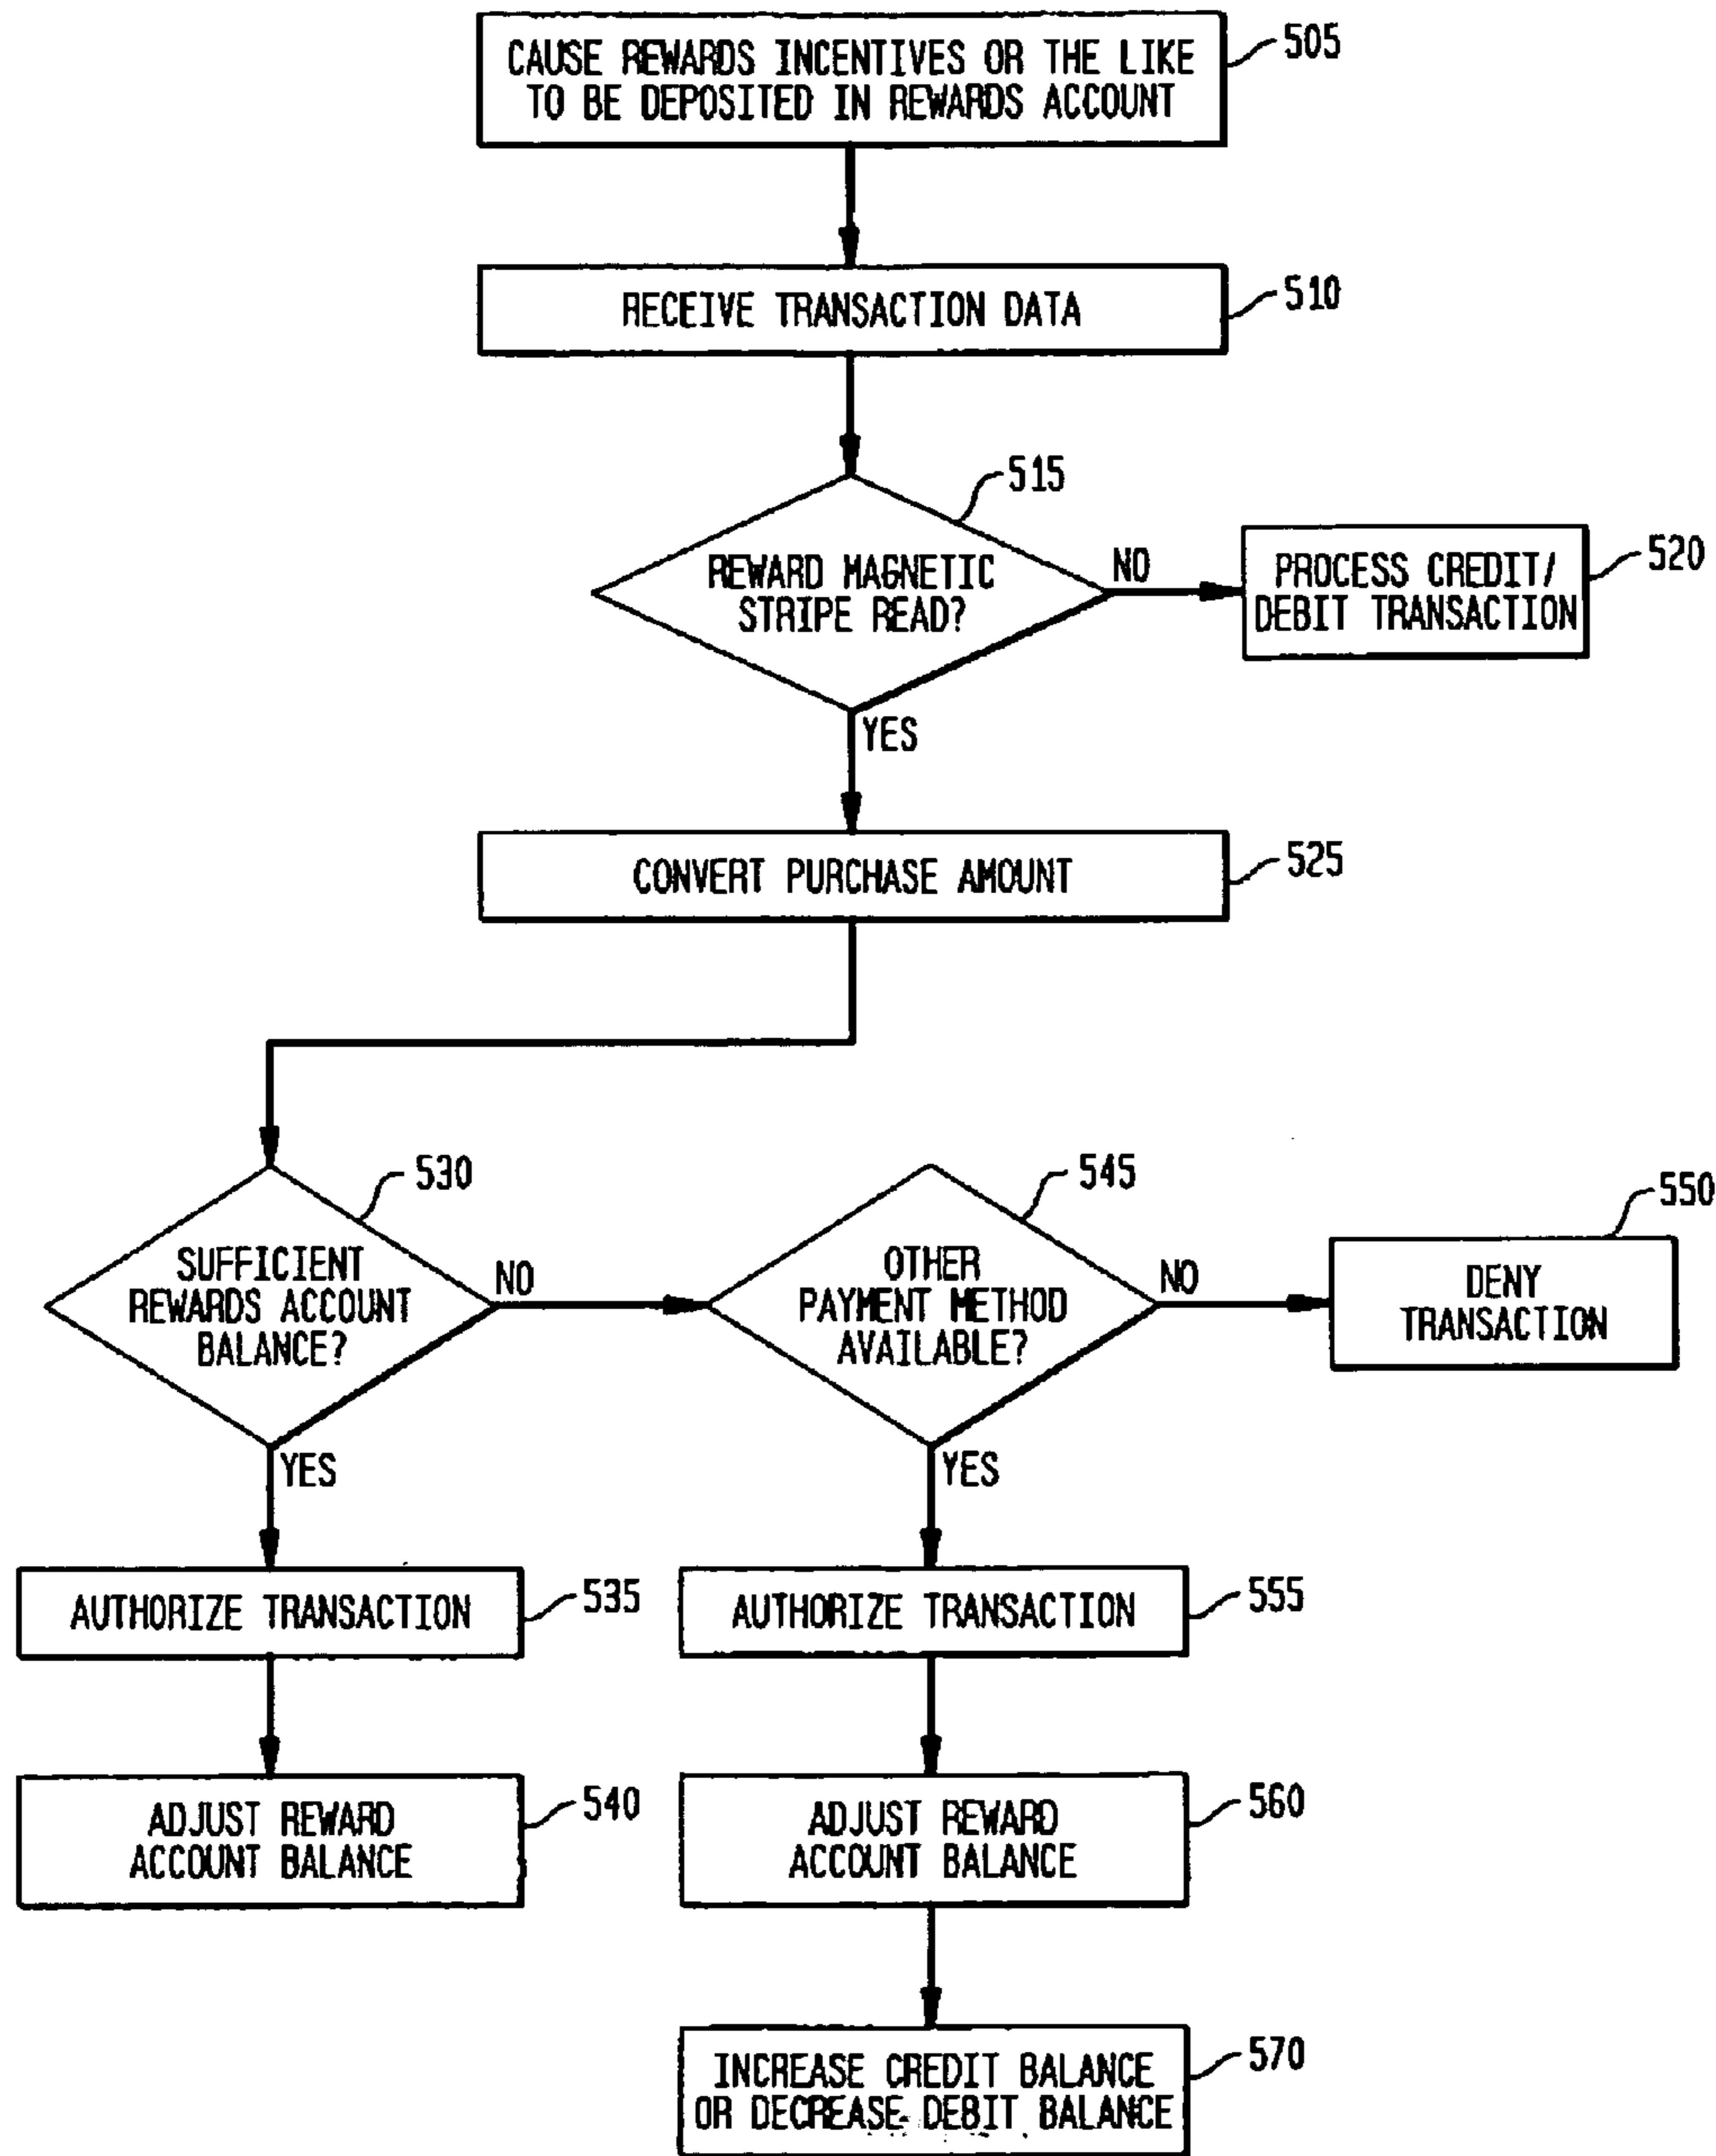 CAUSE REWARDS INCENTIVES OR THE LIKE
TO BE DEPOSITED IN REWARDS ACCOUNT
505
RECEIVE TRANSACTION DATA
510
515
REWARD MAGNETIC
STRIPE READ?
NO
PROCESS CREDIT/
DEBIT TRANSACTION
520
YES
CONVERT PURCHASE AMOUNT
525
530
SUFFICIENT
REWARDS ACCOUNT
BALANCE?
NO
545
OTHER
PAYMENT METHOD
AVAILABLE?
NO
550
DENY
TRANSACTION
YES
YES
AUTHORIZE TRANSACTION
535
AUTHORIZE TRANSACTION
555
ADJUST REWARD
ACCOUNT BALANCE
540
ADJUST REWARD
ACCOUNT BALANCE
560
INCREASE CREDIT BALANCE
OR DECREASE DEBIT BALANCE
570